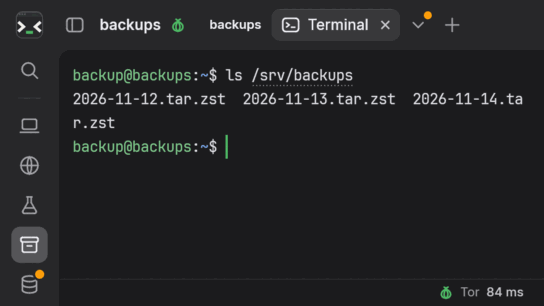 backups
backups
Terminal
backup@backups:~$ ls /srv/backups
2026-11-12.tar.zst  2026-11-13.tar.zst  2026-11-14.ta
r.zst
backup@backups:~$
Tor 84 ms